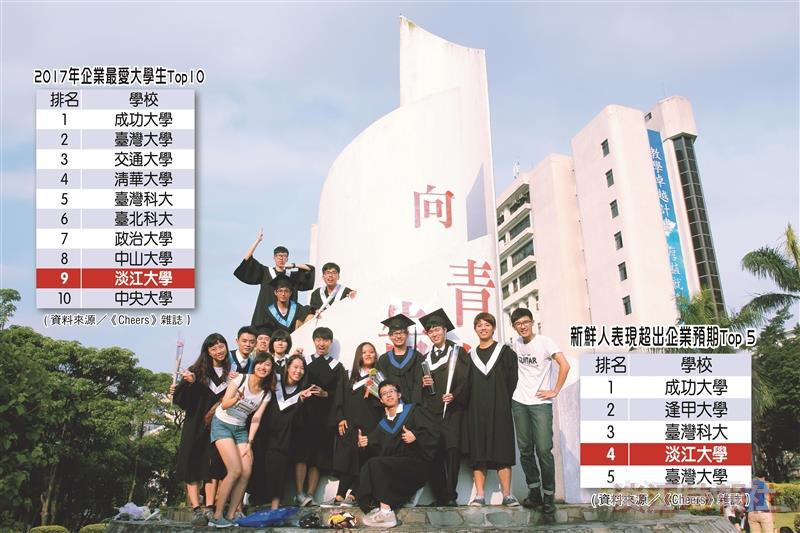 2017年企業最愛大學生Top10
排名 學校
1 成功大學
2 臺灣大學
3 交通大學
4 清華大學
5 臺灣科大
6 臺北科大
7 政治大學
8 中山大學
9 淡江大學
10 中央大學
(資料來源／《Cheers》雜誌)
向
青
教學卓越計
GUITAR
新鮮人表現超出企業預期Top 5
排名 學校
1 成功大學
2 逢甲大學
3 臺灣科大
4 淡江大學
5 臺灣大學
(資料來源／《Cheers》雜誌)